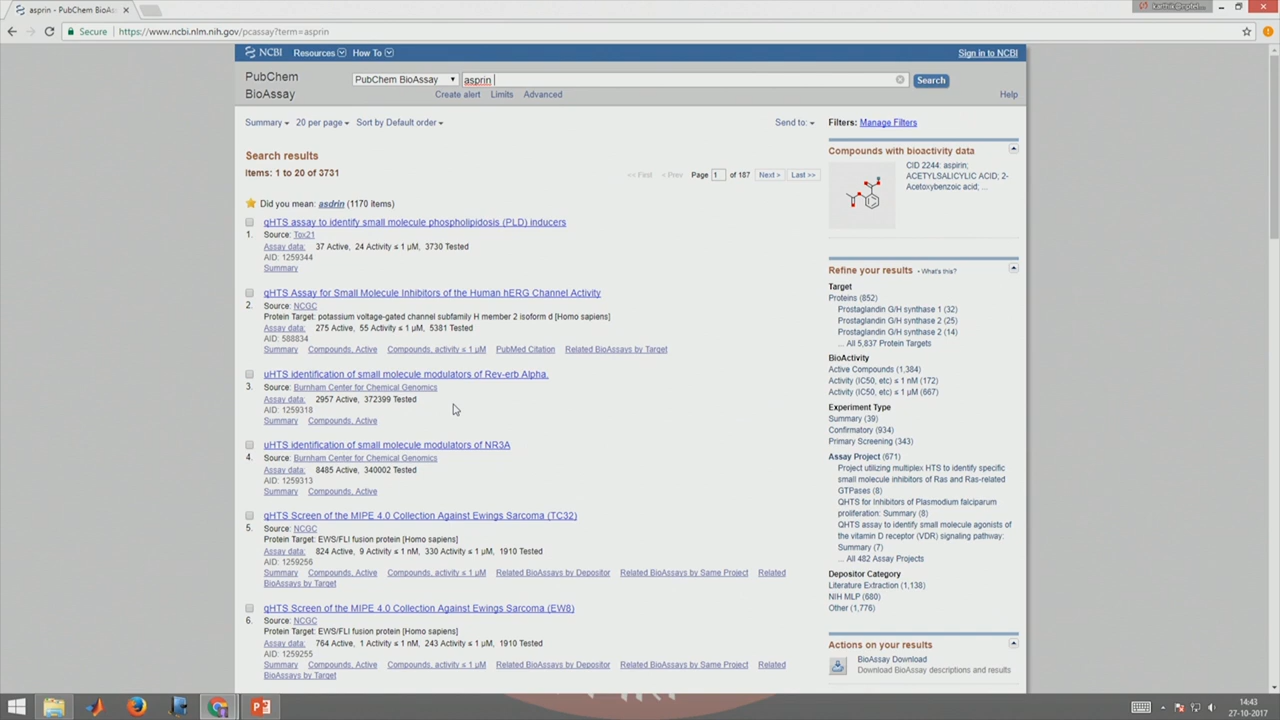 asprin - PubChem BioAs
karthik@nptel...
Secure
https://www.ncbi.nlm.nih.gov/pcassay?term=asprin
NCBI Resources How To Sign in to NCBI
PubChem
BioAssay
PubChem BioAssay asprin Search
Create alert Limits Advanced Help
Summary 20 per page Sort by Default order Send to:
Search results
Items: 1 to 20 of 3731
<< First < Prev Page 1 of 187 Next > Last >>
Did you mean: asdrin (1170 items)
qHTS assay to identify small molecule phospholipidosis (PLD) inducers
1. Source: Tox21
Assay data: 37 Active, 24 Activity ≤ 1 µM, 3730 Tested
AID: 1259344
Summary
qHTS Assay for Small Molecule Inhibitors of the Human hERG Channel Activity
2. Source: NCGC
Protein Target: potassium voltage-gated channel subfamily H member 2 isoform d [Homo sapiens]
Assay data: 275 Active, 55 Activity ≤ 1 µM, 5381 Tested
AID: 588834
Summary Compounds, Active Compounds, activity ≤ 1 µM PubMed Citation Related BioAssays by Target
uHTS identification of small molecule modulators of Rev-erb Alpha.
3. Source: Burnham Center for Chemical Genomics
Assay data: 2957 Active, 372399 Tested
AID: 1259318
Summary Compounds, Active
uHTS identification of small molecule modulators of NR3A
4. Source: Burnham Center for Chemical Genomics
Assay data: 8485 Active, 340002 Tested
AID: 1259313
Summary Compounds, Active
qHTS Screen of the MIPE 4.0 Collection Against Ewings Sarcoma (TC32)
5. Source: NCGC
Protein Target: EWS/FLI fusion protein [Homo sapiens]
Assay data: 824 Active, 9 Activity ≤ 1 nM, 330 Activity ≤ 1 µM, 1910 Tested
AID: 1259256
Summary Compounds, Active Compounds, activity ≤ 1 µM Related BioAssays by Depositor Related BioAssays by Same Project Related
BioAssays by Target
qHTS Screen of the MIPE 4.0 Collection Against Ewings Sarcoma (EW8)
6. Source: NCGC
Protein Target: EWS/FLI fusion protein [Homo sapiens]
Assay data: 764 Active, 1 Activity ≤ 1 nM, 243 Activity ≤ 1 µM, 1910 Tested
AID: 1259255
Summary Compounds, Active Compounds, activity ≤ 1 µM Related BioAssays by Depositor Related BioAssays by Same Project Related
BioAssays by Target
Filters: Manage Filters
Compounds with bioactivity data
CID 2244: aspirin;
ACETYLSALICYLIC ACID; 2-
Acetoxybenzoic acid; ...
Refine your results - What's this?
Target
Proteins (852)
Prostaglandin G/H synthase 1 (32)
Prostaglandin G/H synthase 2 (25)
Prostaglandin G/H synthase 2 (14)
... All 5,837 Protein Targets
BioActivity
Active Compounds (1,384)
Activity (IC50, etc) ≤ 1 nM (172)
Activity (IC50, etc) ≤ 1 µM (667)
Experiment Type
Summary (39)
Confirmatory (934)
Primary Screening (343)
Assay Project (671)
Project utilizing multiplex HTS to identify specific
small molecule inhibitors of Ras and Ras-related
GTPases (8)
QHTS for Inhibitors of Plasmodium falciparum
proliferation: Summary (8)
QHTS assay to identify small molecule agonists of
the vitamin D receptor (VDR) signaling pathway:
Summary (7)
... All 482 Assay Projects
Depositor Category
Literature Extraction (1,138)
NIH MLP (680)
Other (1,776)
Actions on your results
BioAssay Download
Download BioAssay descriptions and results
14:43
27-10-2017